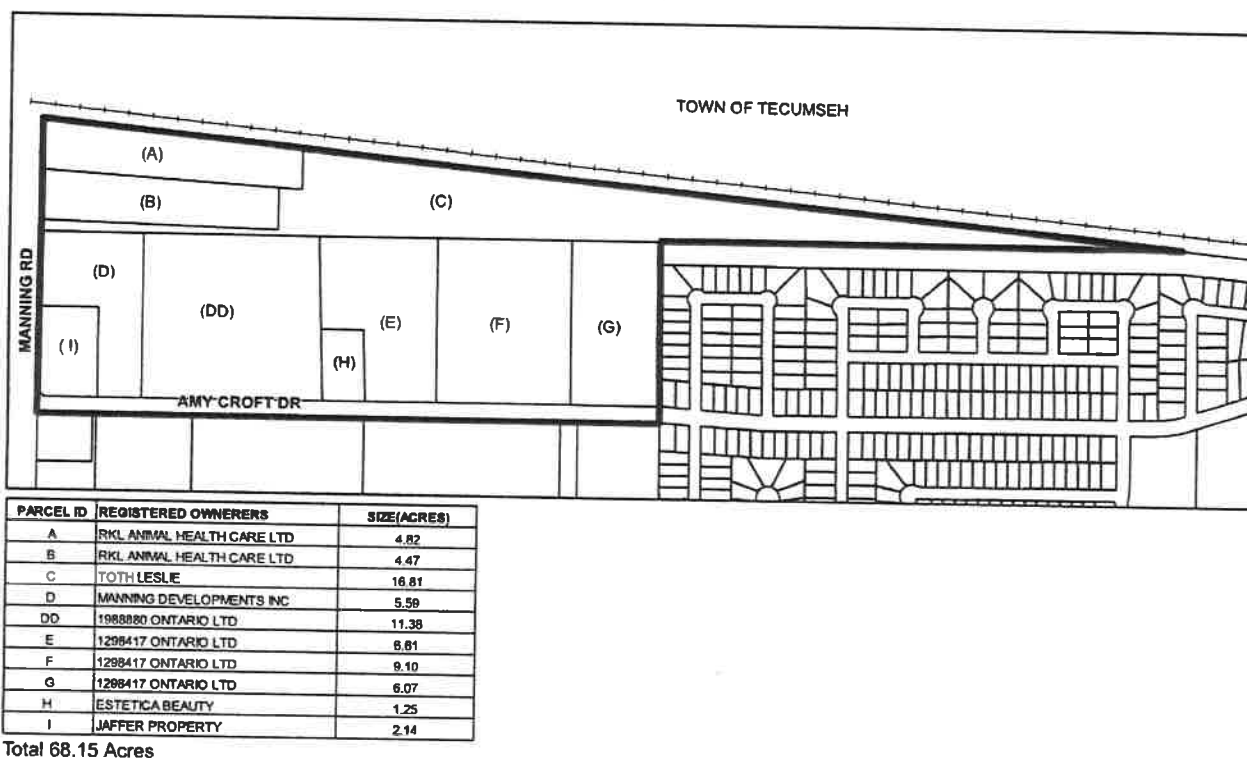 TOWN OF TECUMSEH
(A)
(B)
(C)
MANNING RD
(D)
(DD)
(E)
(F)
(G)
(H)
( I )
AMY CROFT DR
PARCEL ID REGISTERED OWNERERS SIZE(ACRES)
A RKL ANIMAL HEALTH CARE LTD 4.82
B RKL ANIMAL HEALTH CARE LTD 4.47
C TOTH LESLIE 16.81
D MANNING DEVELOPMENTS INC 5.59
DD 1988880 ONTARIO LTD 11.38
E 1298417 ONTARIO LTD 6.61
F 1298417 ONTARIO LTD 9.10
G 1298417 ONTARIO LTD 6.07
H ESTETICA BEAUTY 1.25
I JAFFER PROPERTY 2.14
Total 68.15 Acres